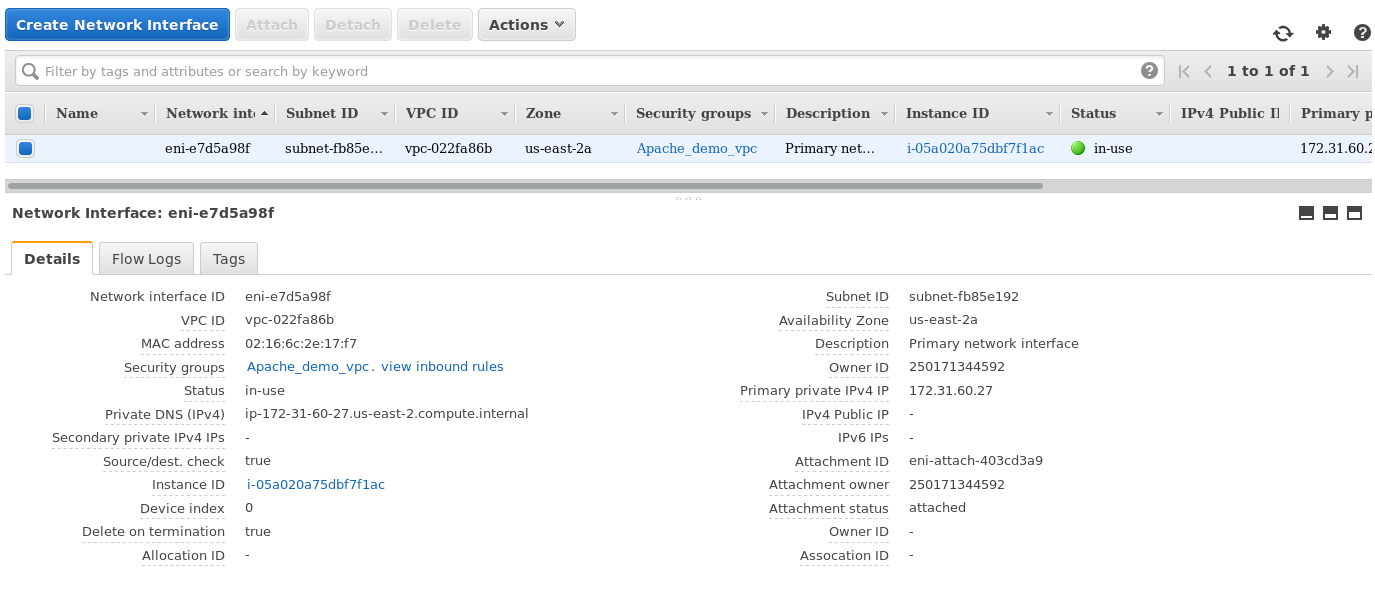 Create Network Interface Attach Detach Delete Actions
Filter by tags and attributes or search by keyword 1 to 1 of 1
Name Network inte Subnet ID VPC ID Zone Security groups Description Instance ID Status IPv4 Public I Primary p
eni-e7d5a98f subnet-fb85e... vpc-022fa86b us-east-2a Apache_demo_vpc Primary net... i-05a020a75dbf7f1ac in-use 172.31.60.2
Network Interface: eni-e7d5a98f
Details Flow Logs Tags
Network interface ID eni-e7d5a98f Subnet ID subnet-fb85e192
VPC ID vpc-022fa86b Availability Zone us-east-2a
MAC address 02:16:6c:2e:17:f7 Description Primary network interface
Security groups Apache_demo_vpc. view inbound rules Owner ID 250171344592
Status in-use Primary private IPv4 IP 172.31.60.27
Private DNS (IPv4) ip-172-31-60-27.us-east-2.compute.internal IPv4 Public IP -
Secondary private IPv4 IPs - IPv6 IPs -
Source/dest. check true Attachment ID eni-attach-403cd3a9
Instance ID i-05a020a75dbf7f1ac Attachment owner 250171344592
Device index 0 Attachment status attached
Delete on termination true Owner ID -
Allocation ID - Assocation ID -